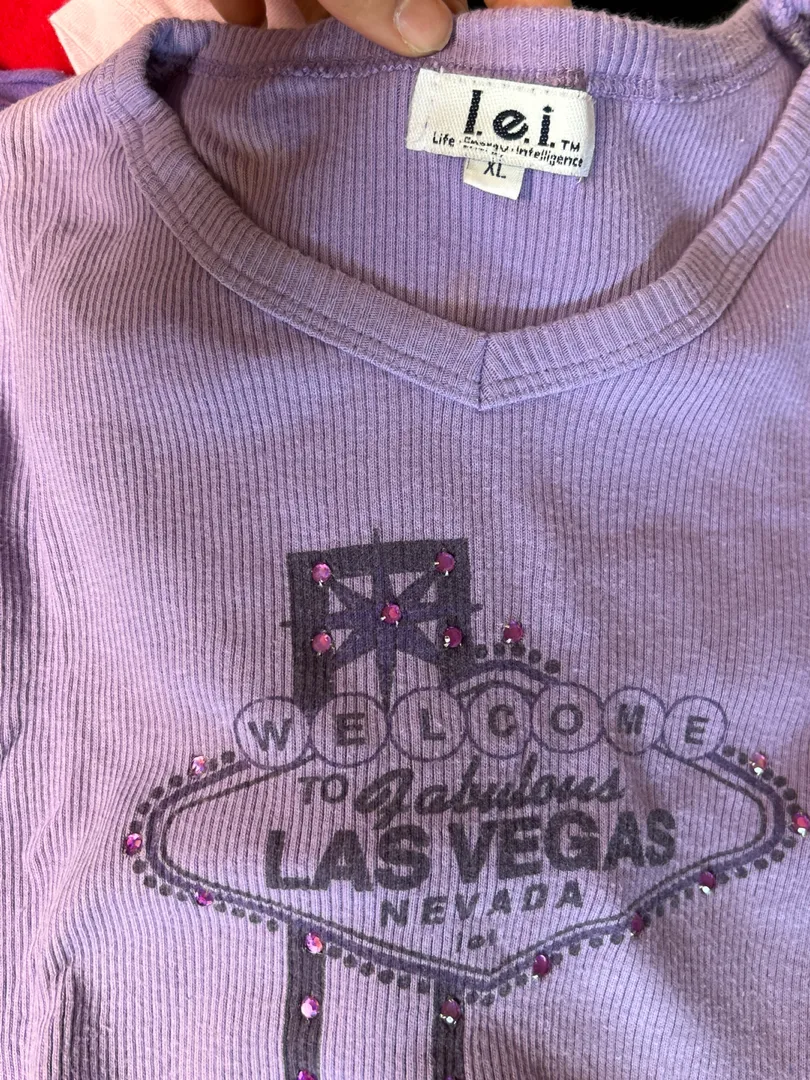 l.e.i.™
Life · Energy · Intelligence
XL
WELCOME
TO Fabulous
LAS VEGAS
NEVADA
lei